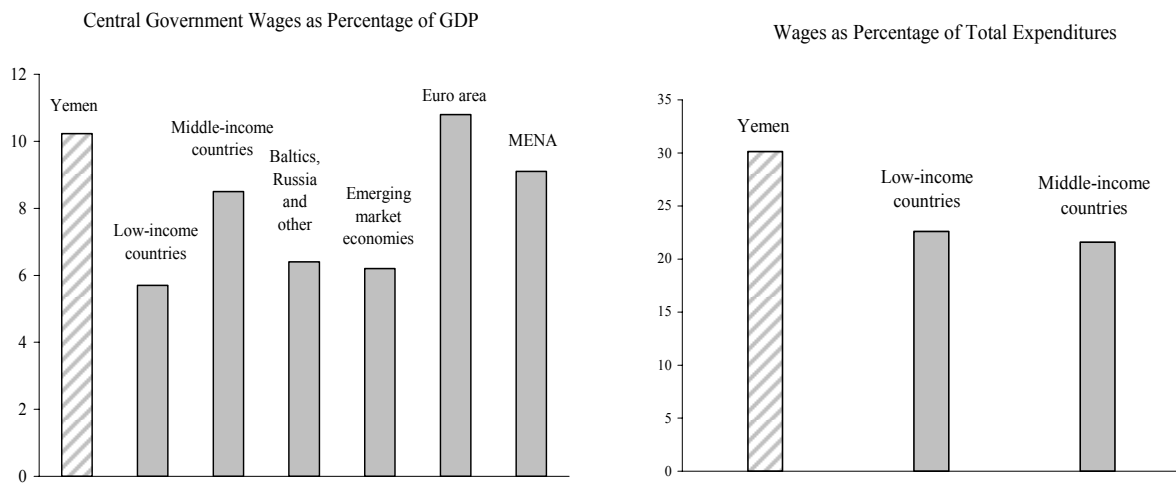 Central Government Wages as Percentage of GDP
12
10
8
6
4
2
0
Yemen
Low-income
countries
Middle-income
countries
Baltics,
Russia
and
other
Emerging
market
economies
Euro area
MENA
Wages as Percentage of Total Expenditures
35
30
25
20
15
10
5
0
Yemen
Low-income
countries
Middle-income
countries